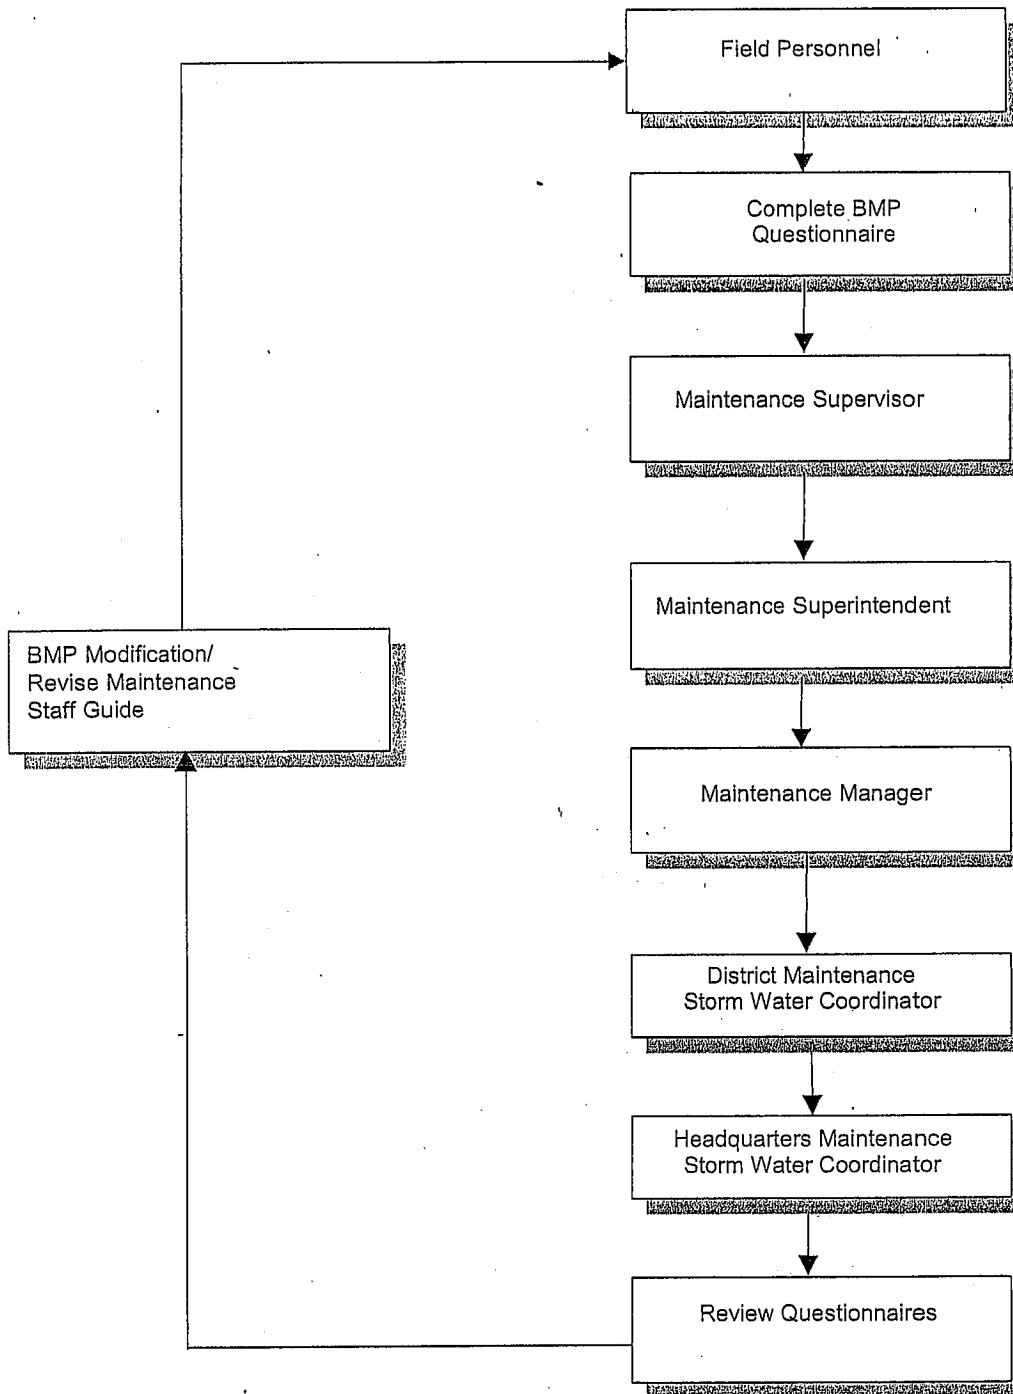 Field Personnel
Complete BMP
Questionnaire
Maintenance Supervisor
Maintenance Superintendent
BMP Modification/
Revise Maintenance
Staff Guide
Maintenance Manager
District Maintenance
Storm Water Coordinator
Headquarters Maintenance
Storm Water Coordinator
Review Questionnaires